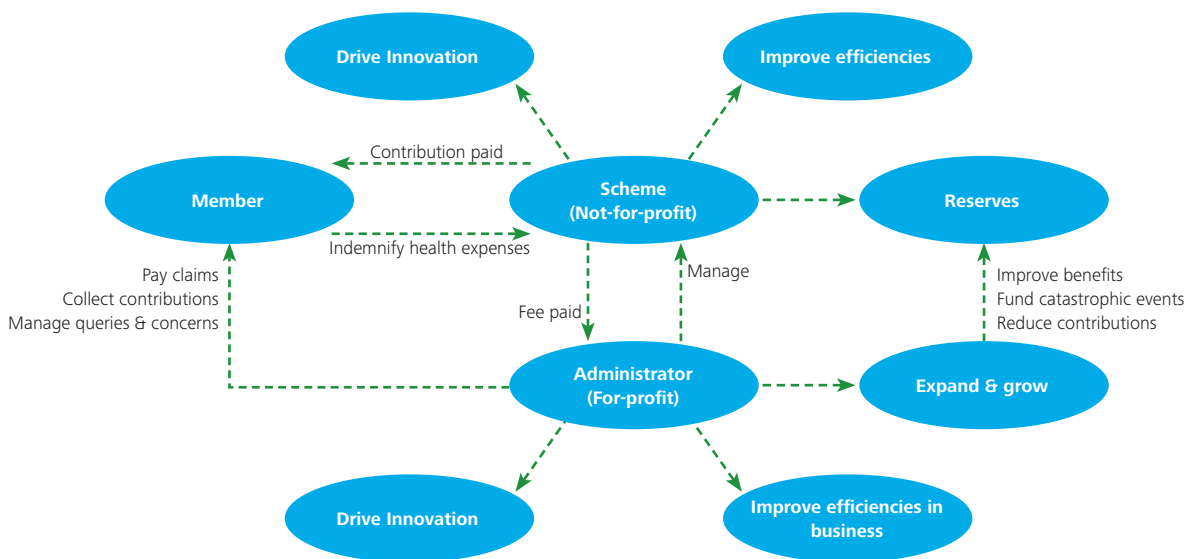 Drive Innovation
Improve efficiencies
Contribution paid
Member
Scheme
(Not-for-profit)
Reserves
Indemnify health expenses
Pay claims
Collect contributions
Manage queries & concerns
Manage
Improve benefits
Fund catastrophic events
Reduce contributions
Fee paid
Administrator
(For-profit)
Expand & grow
Drive Innovation
Improve efficiencies in
business